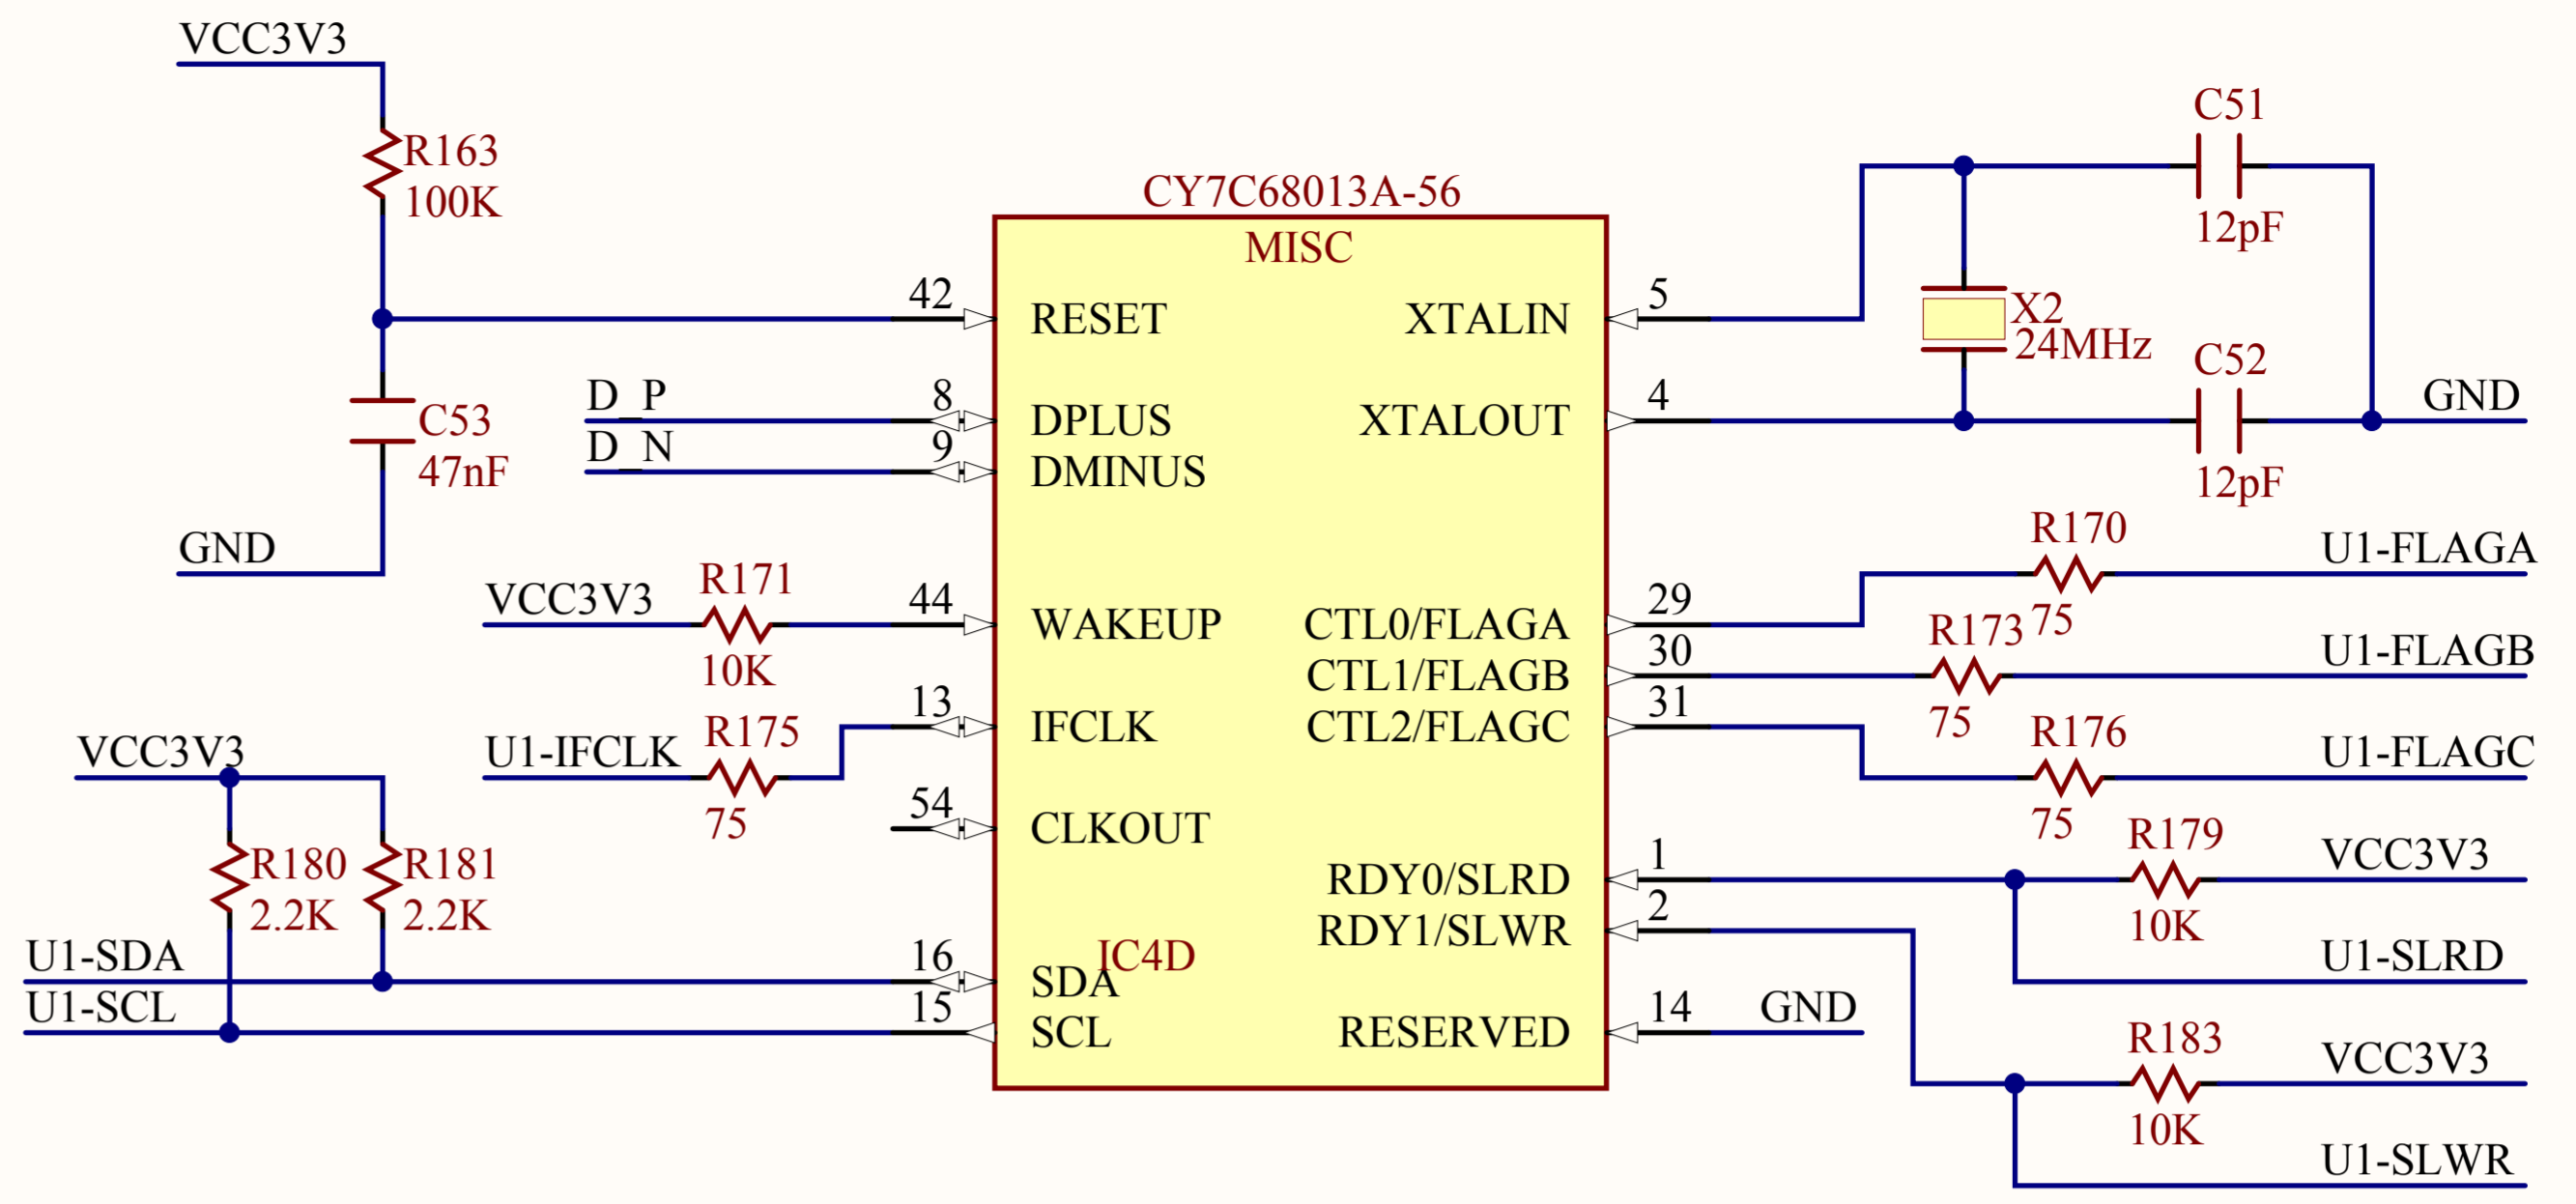 VCC3V3
R163
100K
C53
47nF
GND
CY7C68013A-56
MISC
IC4D
42
RESET
D_P
8
DPLUS
D_N
9
DMINUS
VCC3V3
R171
10K
44
WAKEUP
U1-IFCLK
R175
75
13
IFCLK
54
CLKOUT
VCC3V3
R180
2.2K
R181
2.2K
U1-SDA
16
SDA
U1-SCL
15
SCL
XTALIN
5
XTALOUT
4
C51
12pF
X2
24MHz
C52
12pF
GND
CTL0/FLAGA
29
R170
75
U1-FLAGA
CTL1/FLAGB
30
R173
75
U1-FLAGB
CTL2/FLAGC
31
R176
75
U1-FLAGC
RDY0/SLRD
1
R179
10K
VCC3V3
U1-SLRD
RDY1/SLWR
2
RESERVED
14
GND
R183
10K
VCC3V3
U1-SLWR